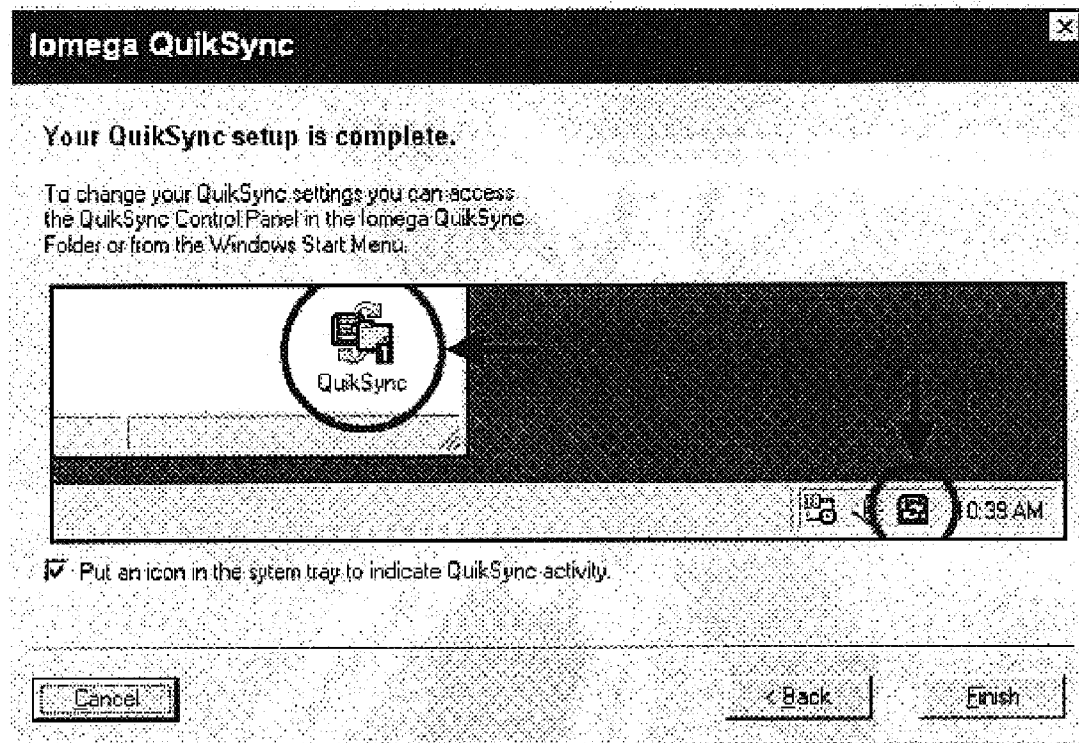 Iomega QuikSync
Your QuikSync setup is complete.
To change your QuikSync settings you can access
the QuikSync Control Panel in the Iomega QuikSync
Folder or from the Windows Start Menu.
QuikSync
0:39 AM
Put an icon in the sytem tray to indicate QuikSync activity.
Cancel
< Back
Finish